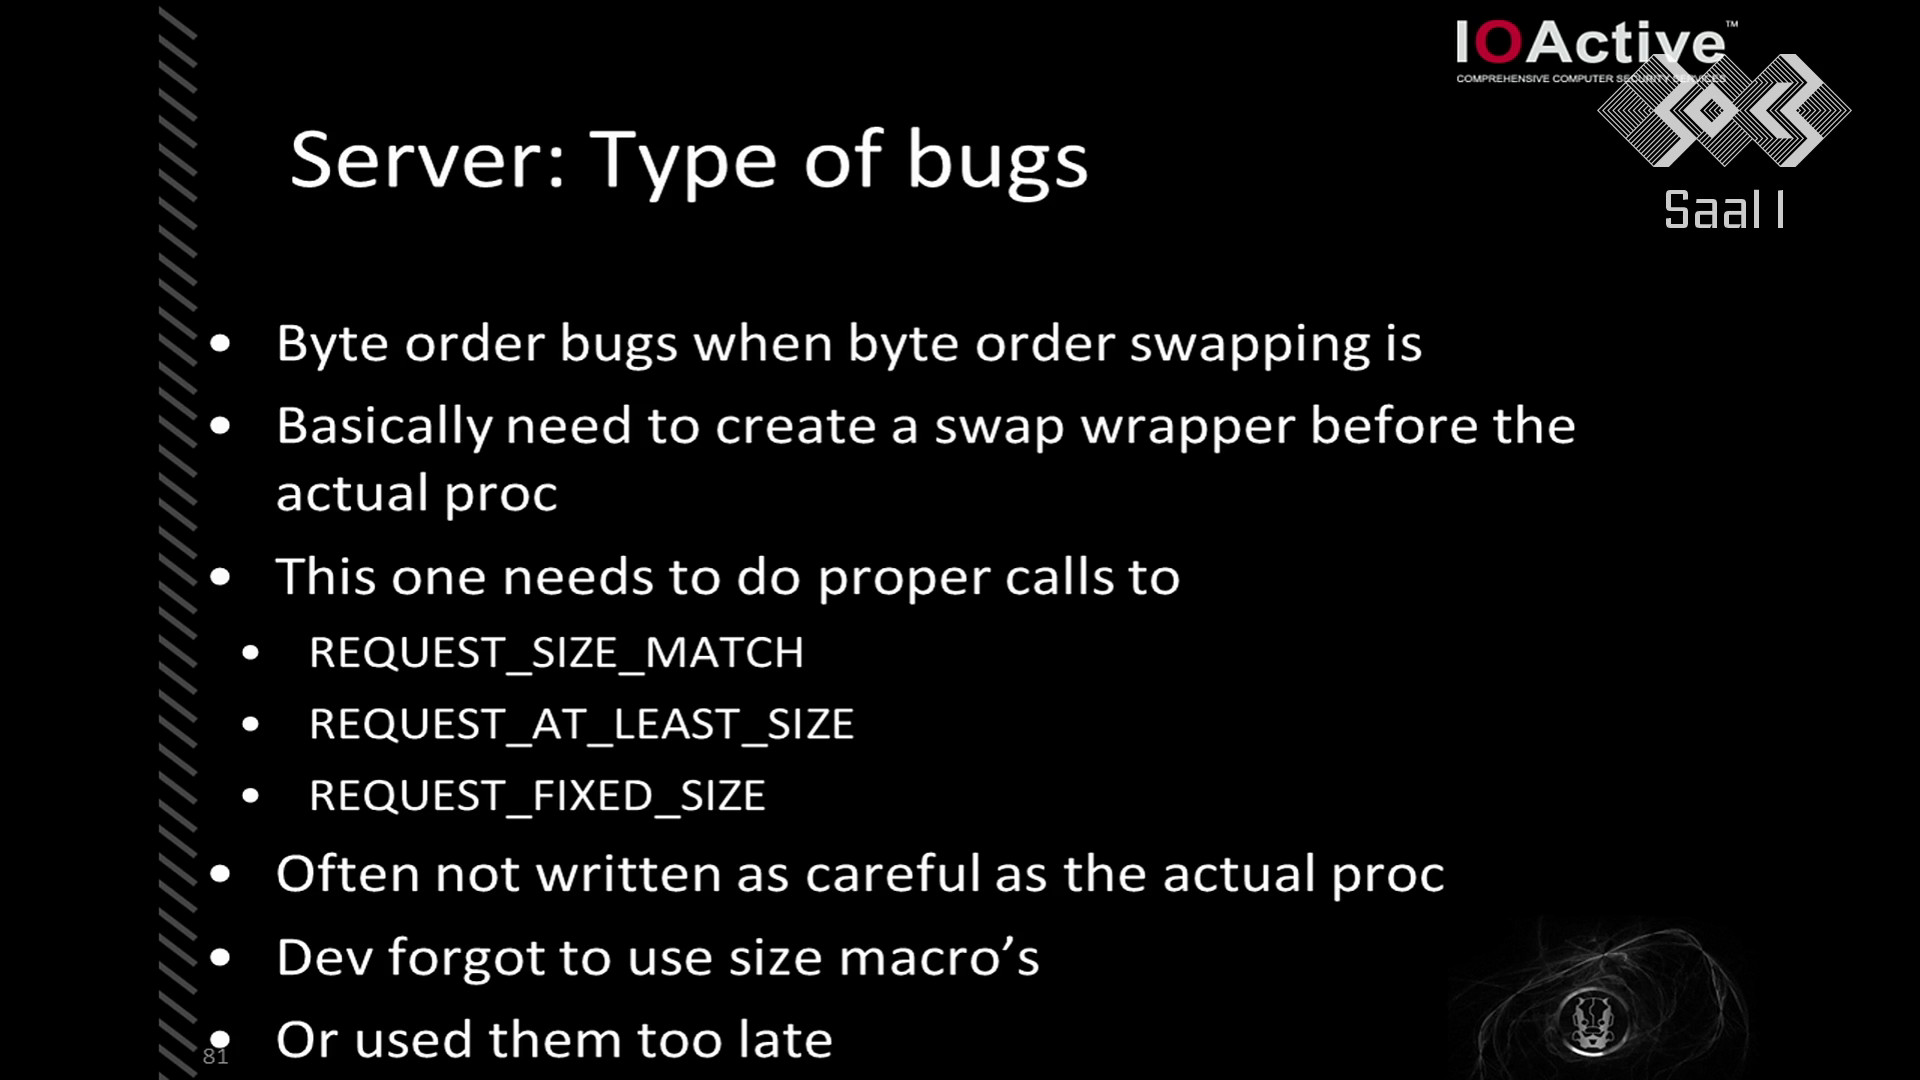 IOActive™
COMPREHENSIVE COMPUTER SECURITY SERVICES
Saal 1
Server: Type of bugs
• Byte order bugs when byte order swapping is
• Basically need to create a swap wrapper before the
actual proc
• This one needs to do proper calls to
• REQUEST_SIZE_MATCH
• REQUEST_AT_LEAST_SIZE
• REQUEST_FIXED_SIZE
• Often not written as careful as the actual proc
• Dev forgot to use size macro’s
• Or used them too late
81